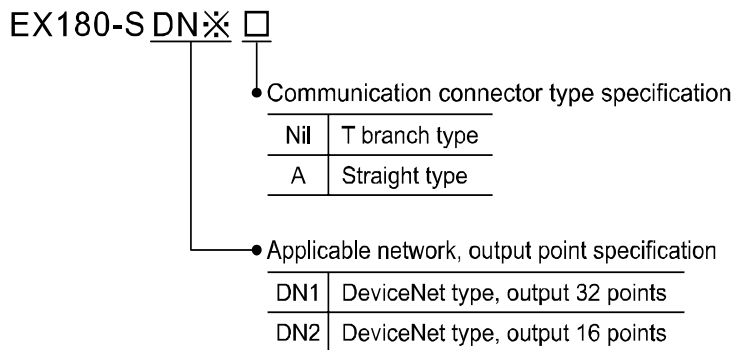 EX180-S DN※ □
Communication connector type specification
Nil T branch type
A Straight type
Applicable network, output point specification
DN1 DeviceNet type, output 32 points
DN2 DeviceNet type, output 16 points